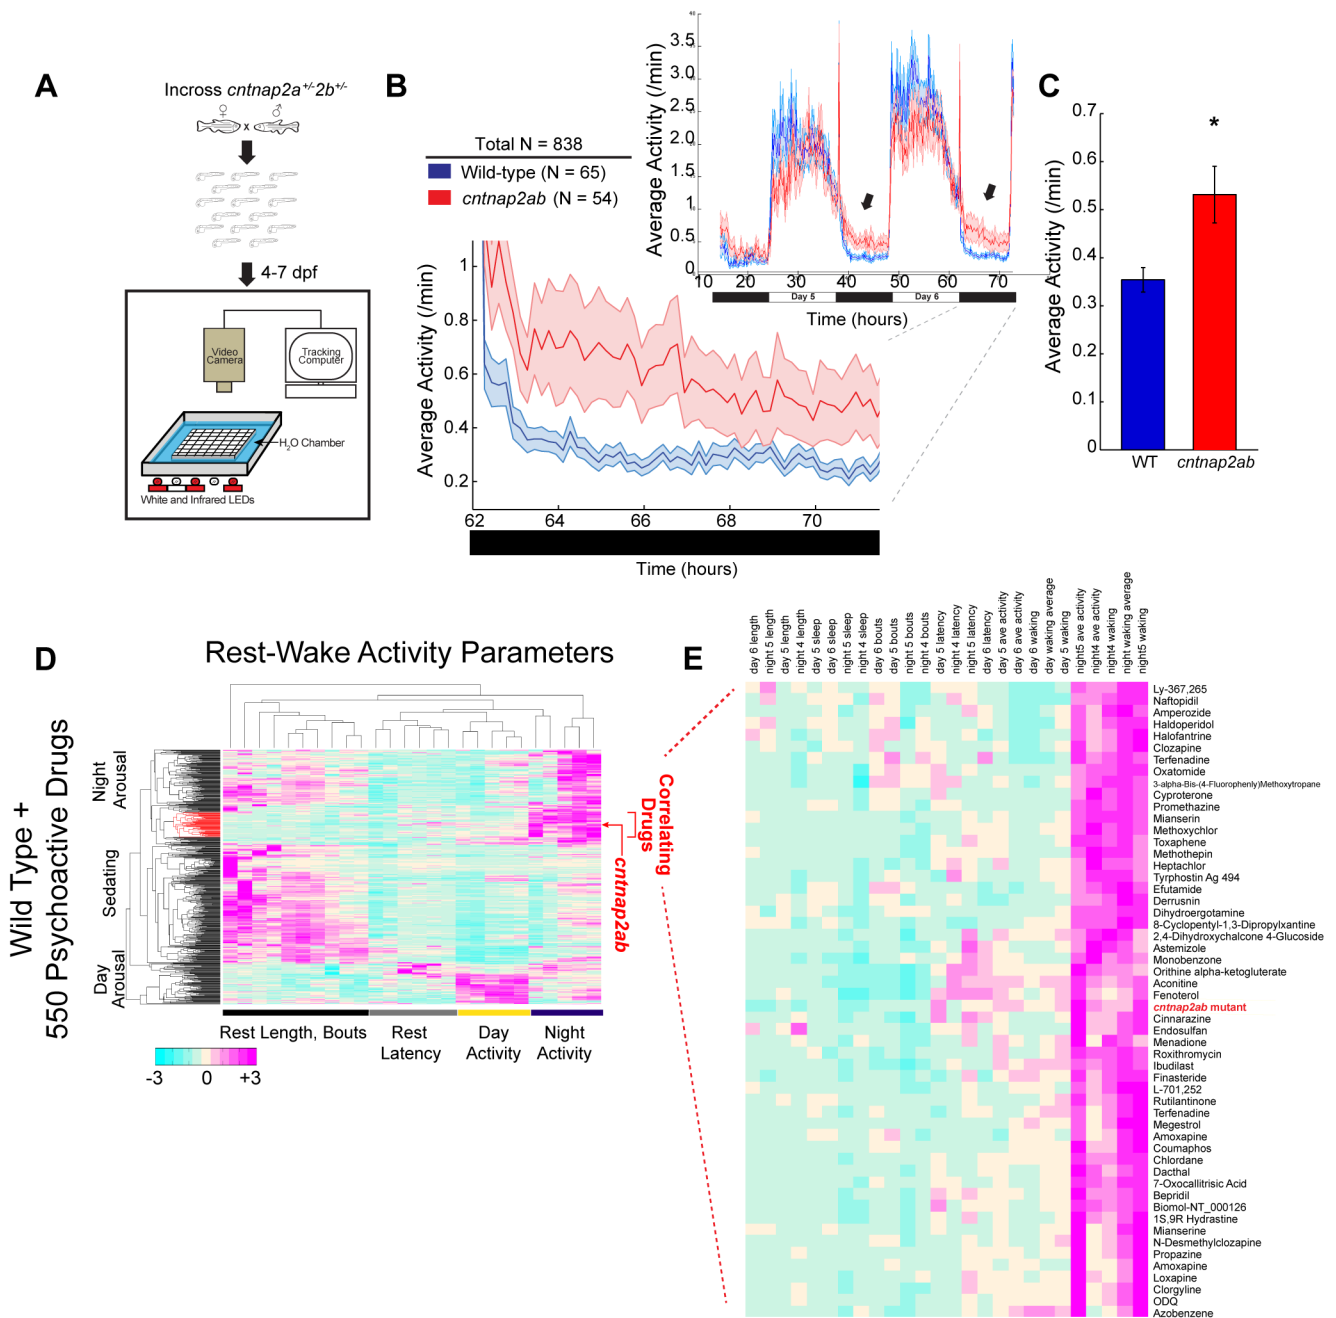 A
Incross cntnap2a+/-2b+/-
♀ ♂
x
4-7 dpf
Video
Camera
Tracking
Computer
H2O Chamber
White and Infrared LEDs
B
Total N = 838
Wild-type (N = 65)
cntnap2ab (N = 54)
Average Activity (/min)
1
0.8
0.6
0.4
0.2
62 64 66 68 70
Time (hours)
Average Activity (/min)
3.5
3.0
2.5
2.0
1.5
1
0.5
0
10 20 30 40 50 60 70
Day 5 Day 6
Time (hours)
C
Average Activity (/min)
0.7
0.6
0.5
0.4
0.3
0.2
0.1
0
*
WT cntnap2ab
D
Rest-Wake Activity Parameters
Wild Type +
550 Psychoactive Drugs
Night
Arousal
Sedating
Day
Arousal
Correlating
Drugs
cntnap2ab
Rest Length, Bouts
Rest
Latency
Day
Activity
Night
Activity
-3 0 +3
E
day 6 length
night 5 length
day 5 length
night 4 length
day 5 sleep
day 6 sleep
night 5 sleep
night 4 sleep
day 6 bouts
day 5 bouts
night 5 bouts
night 4 bouts
day 5 latency
night 4 latency
night 5 latency
day 6 latency
day 5 ave activity
day 6 ave activity
day 6 waking
day waking average
day 5 waking
night5 ave activity
night4 ave activity
night4 waking
night waking average
night5 waking
Ly-367,265
Naftopidil
Amperozide
Haloperidol
Halofantrine
Clozapine
Terfenadine
Oxatomide
3-alpha-Bis-(4-Fluorophenly)Methoxytropane
Cyproterone
Promethazine
Mianserin
Methoxychlor
Toxaphene
Methothepin
Heptachlor
Tyrphostin Ag 494
Efutamide
Derrusnin
Dihydroergotamine
8-Cyclopentyl-1,3-Dipropylxantine
2,4-Dihydroxychalcone 4-Glucoside
Astemizole
Monobenzone
Orithine alpha-ketogluterate
Aconitine
Fenoterol
cntnap2ab mutant
Cinnarazine
Endosulfan
Menadione
Roxithromycin
Ibudilast
Finasteride
L-701,252
Rutilantinone
Terfenadine
Megestrol
Amoxapine
Coumaphos
Chlordane
Dacthal
7-Oxocallitrisic Acid
Bepridil
Biomol-NT_000126
1S,9R Hydrastine
Mianserine
N-Desmethylclozapine
Propazine
Amoxapine
Loxapine
Clorgyline
ODQ
Azobenzene